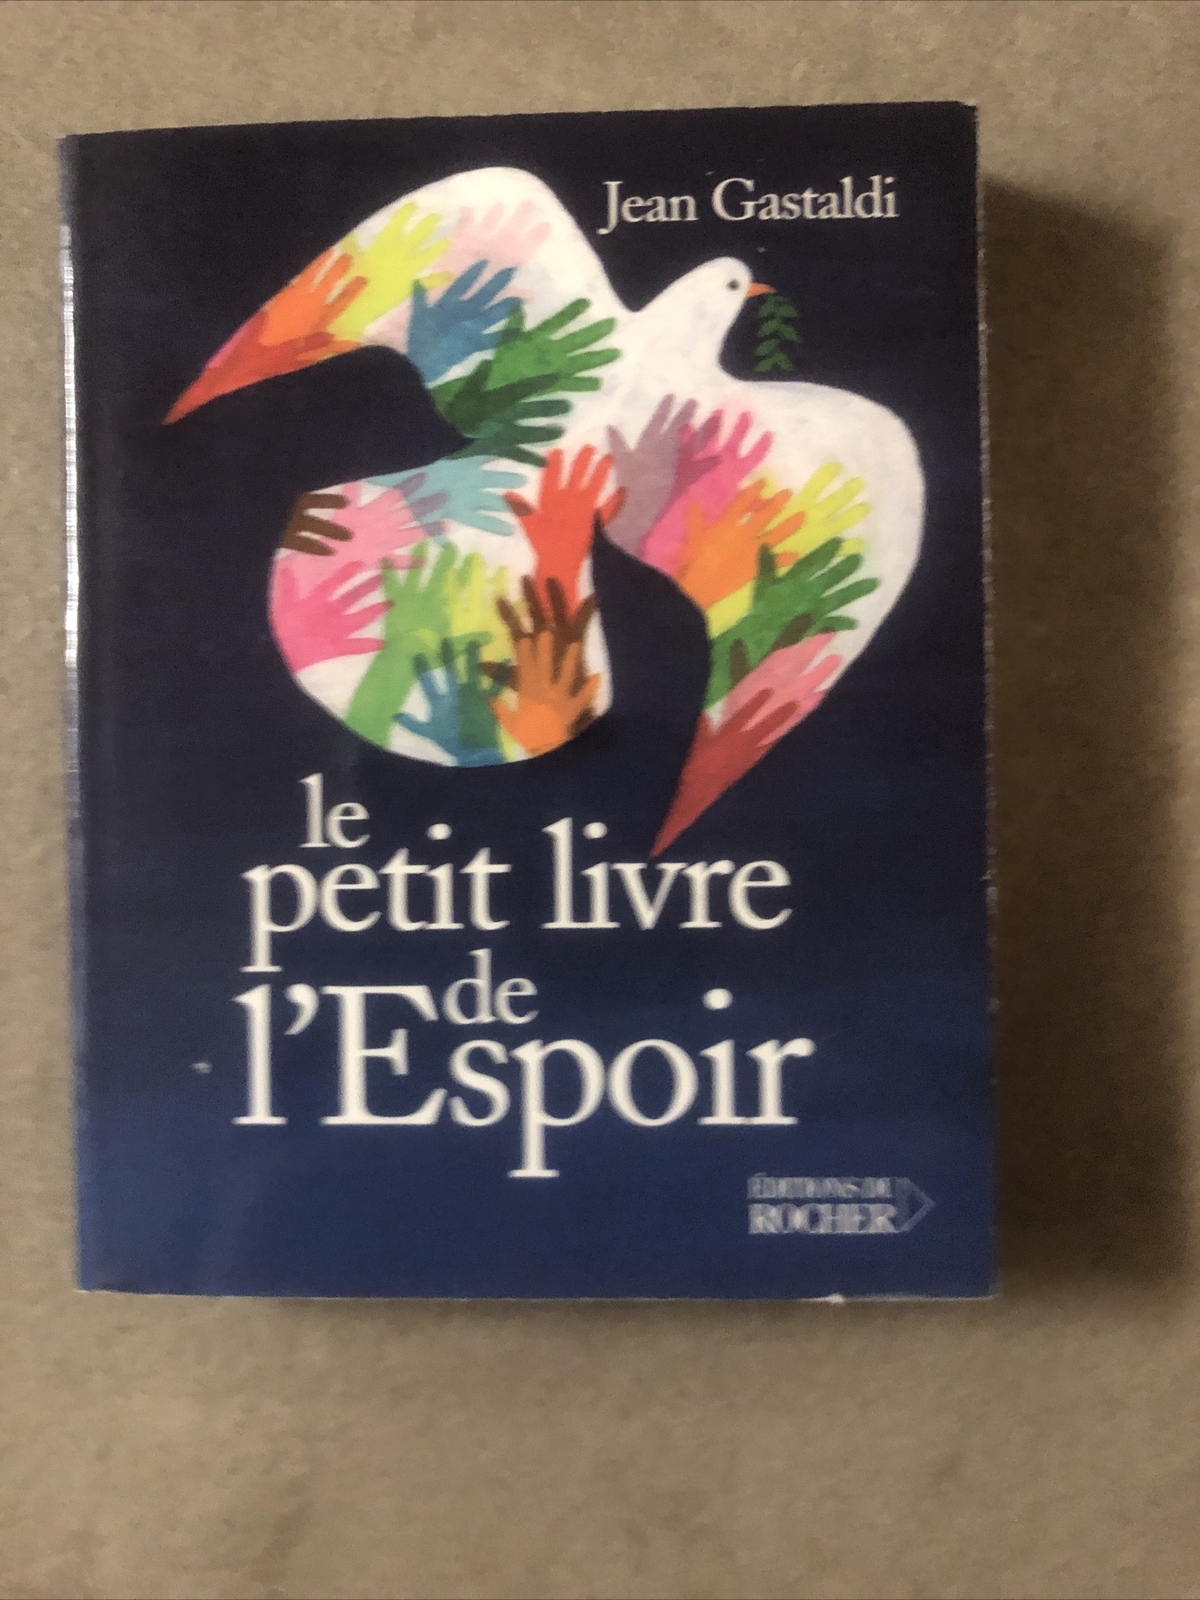 Jean Gastaldi
le
petit livre
de
l'Espoir
ÉDITIONS DU
ROCHER